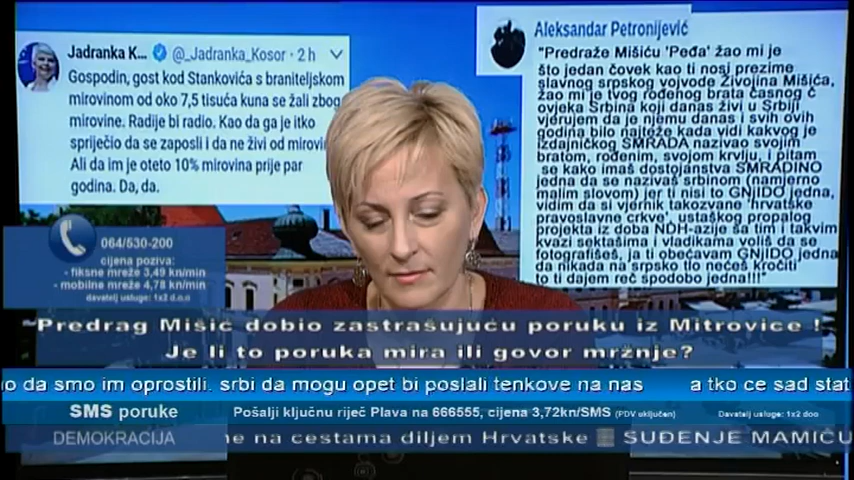 Jadranka K... @_Jadranka_Kosor · 2 h
Gospodin, gost kod Stankovića s braniteljskom
mirovinom od oko 7,5 tisuća kuna se žali zbog
mirovine. Radije bi radio. Kao da ga je itko
spriječio da se zaposli i da ne živi od mirovin
Ali da im je oteto 10% mirovina prije par
godina. Da, da.
Aleksandar Petronijević
"Predraže Mišiću 'Peđa' žao mi je
što jedan čovek kao ti nosi prezime
slavnog srpskog vojvode Živojina Mišića,
žao mi je tvog rođenog brata časnog č
ovjeka Srbina koji danas živi u Srbiji
vjerujem da je njemu danas i svih ovih
godina bilo najteže kada vidi kakvog je
izdajničkog SMRADA nazivao svojim
bratom, rođenim, svojom krvlju, i pitam
se kako imaš dostojanstva SMRADINO
jedna da se nazivaš srbinom (namjerno
malim slovom) jer ti nisi to GNJIDO jedna,
vidim da si vjernik takozvane 'hrvatske
pravoslavne crkve', ustaškog propalog
projekta iz doba NDH-azije sa tim i takvim
kvazi sektašima i vladikama voliš da se
fotografišeš, ja ti obećavam GNjIDO jedna
da nikada na srpsko tlo nećeš kročiti
to ti dajem reč spodobo jedna!!!"
064/530-200
cijena poziva:
- fiksne mreže 3,49 kn/min
- mobilne mreže 4,78 kn/min
davatelj usluge: 1x2 d.o.o
Predrag Mišić dobio zastrašujuću poruku iz Mitrovice !
Je li to poruka mira ili govor mržnje?
no da smo im oprostili. srbi da mogu opet bi poslali tenkove na nas a tko ce sad stat
SMS poruke Pošalji ključnu riječ Plava na 666555, cijena 3,72kn/SMS (PDV uključen) Davatelj usluge: 1x2 doo
DEMOKRACIJA ne na cestama diljem Hrvatske SUĐENJE MAMIĆU